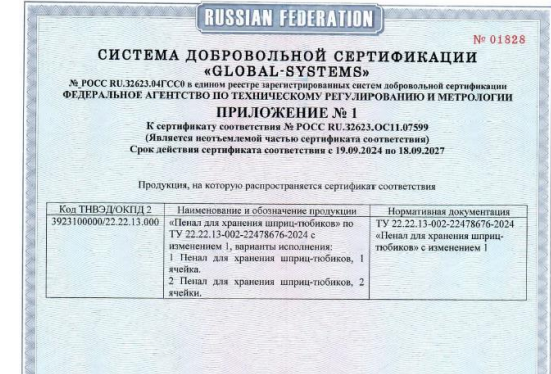 RUSSIAN FEDERATION
№ 01828
СИСТЕМА ДОБРОВОЛЬНОЙ СЕРТИФИКАЦИИ
«GLOBAL-SYSTEMS»
№ РОСС RU.32623.04ГСС0 в едином реестре зарегистрированных систем добровольной сертификации
ФЕДЕРАЛЬНОЕ АГЕНТСТВО ПО ТЕХНИЧЕСКОМУ РЕГУЛИРОВАНИЮ И МЕТРОЛОГИИ
ПРИЛОЖЕНИЕ № 1
К сертификату соответствия № РОСС RU.32623.ОС11.07599
(Является неотъемлемой частью сертификата соответствия)
Срок действия сертификата соответствия с 19.09.2024 по 18.09.2027
Продукция, на которую распространяется сертификат соответствия
Код ТНВЭД/ОКПД 2 Наименование и обозначение продукции Нормативная документация
3923100000/22.22.13.000 «Пенал для хранения шприц-тюбиков» по ТУ 22.22.13-002-22478676-2024
ТУ 22.22.13-002-22478676-2024 с «Пенал для хранения шприц-
изменением 1, варианты исполнения: тюбиков» с изменением 1
1 Пенал для хранения шприц-тюбиков, 1
ячейка.
2 Пенал для хранения шприц-тюбиков, 2
ячейки.